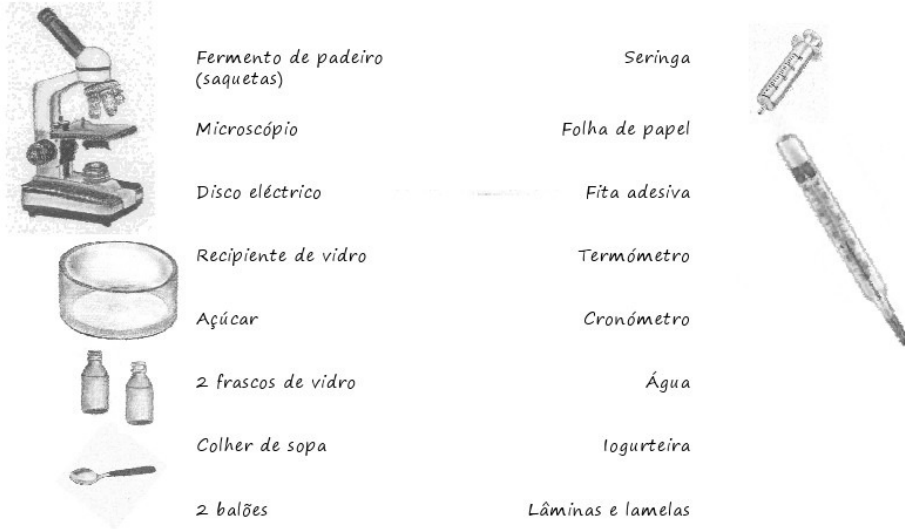 Fermento de padeiro
(saquetas)
Microscópio
Disco eléctrico
Recipiente de vidro
Açúcar
2 frascos de vidro
Colher de sopa
2 balões
Seringa
Folha de papel
Fita adesiva
Termómetro
Cronómetro
Água
Iogurteira
Lâminas e lamelas